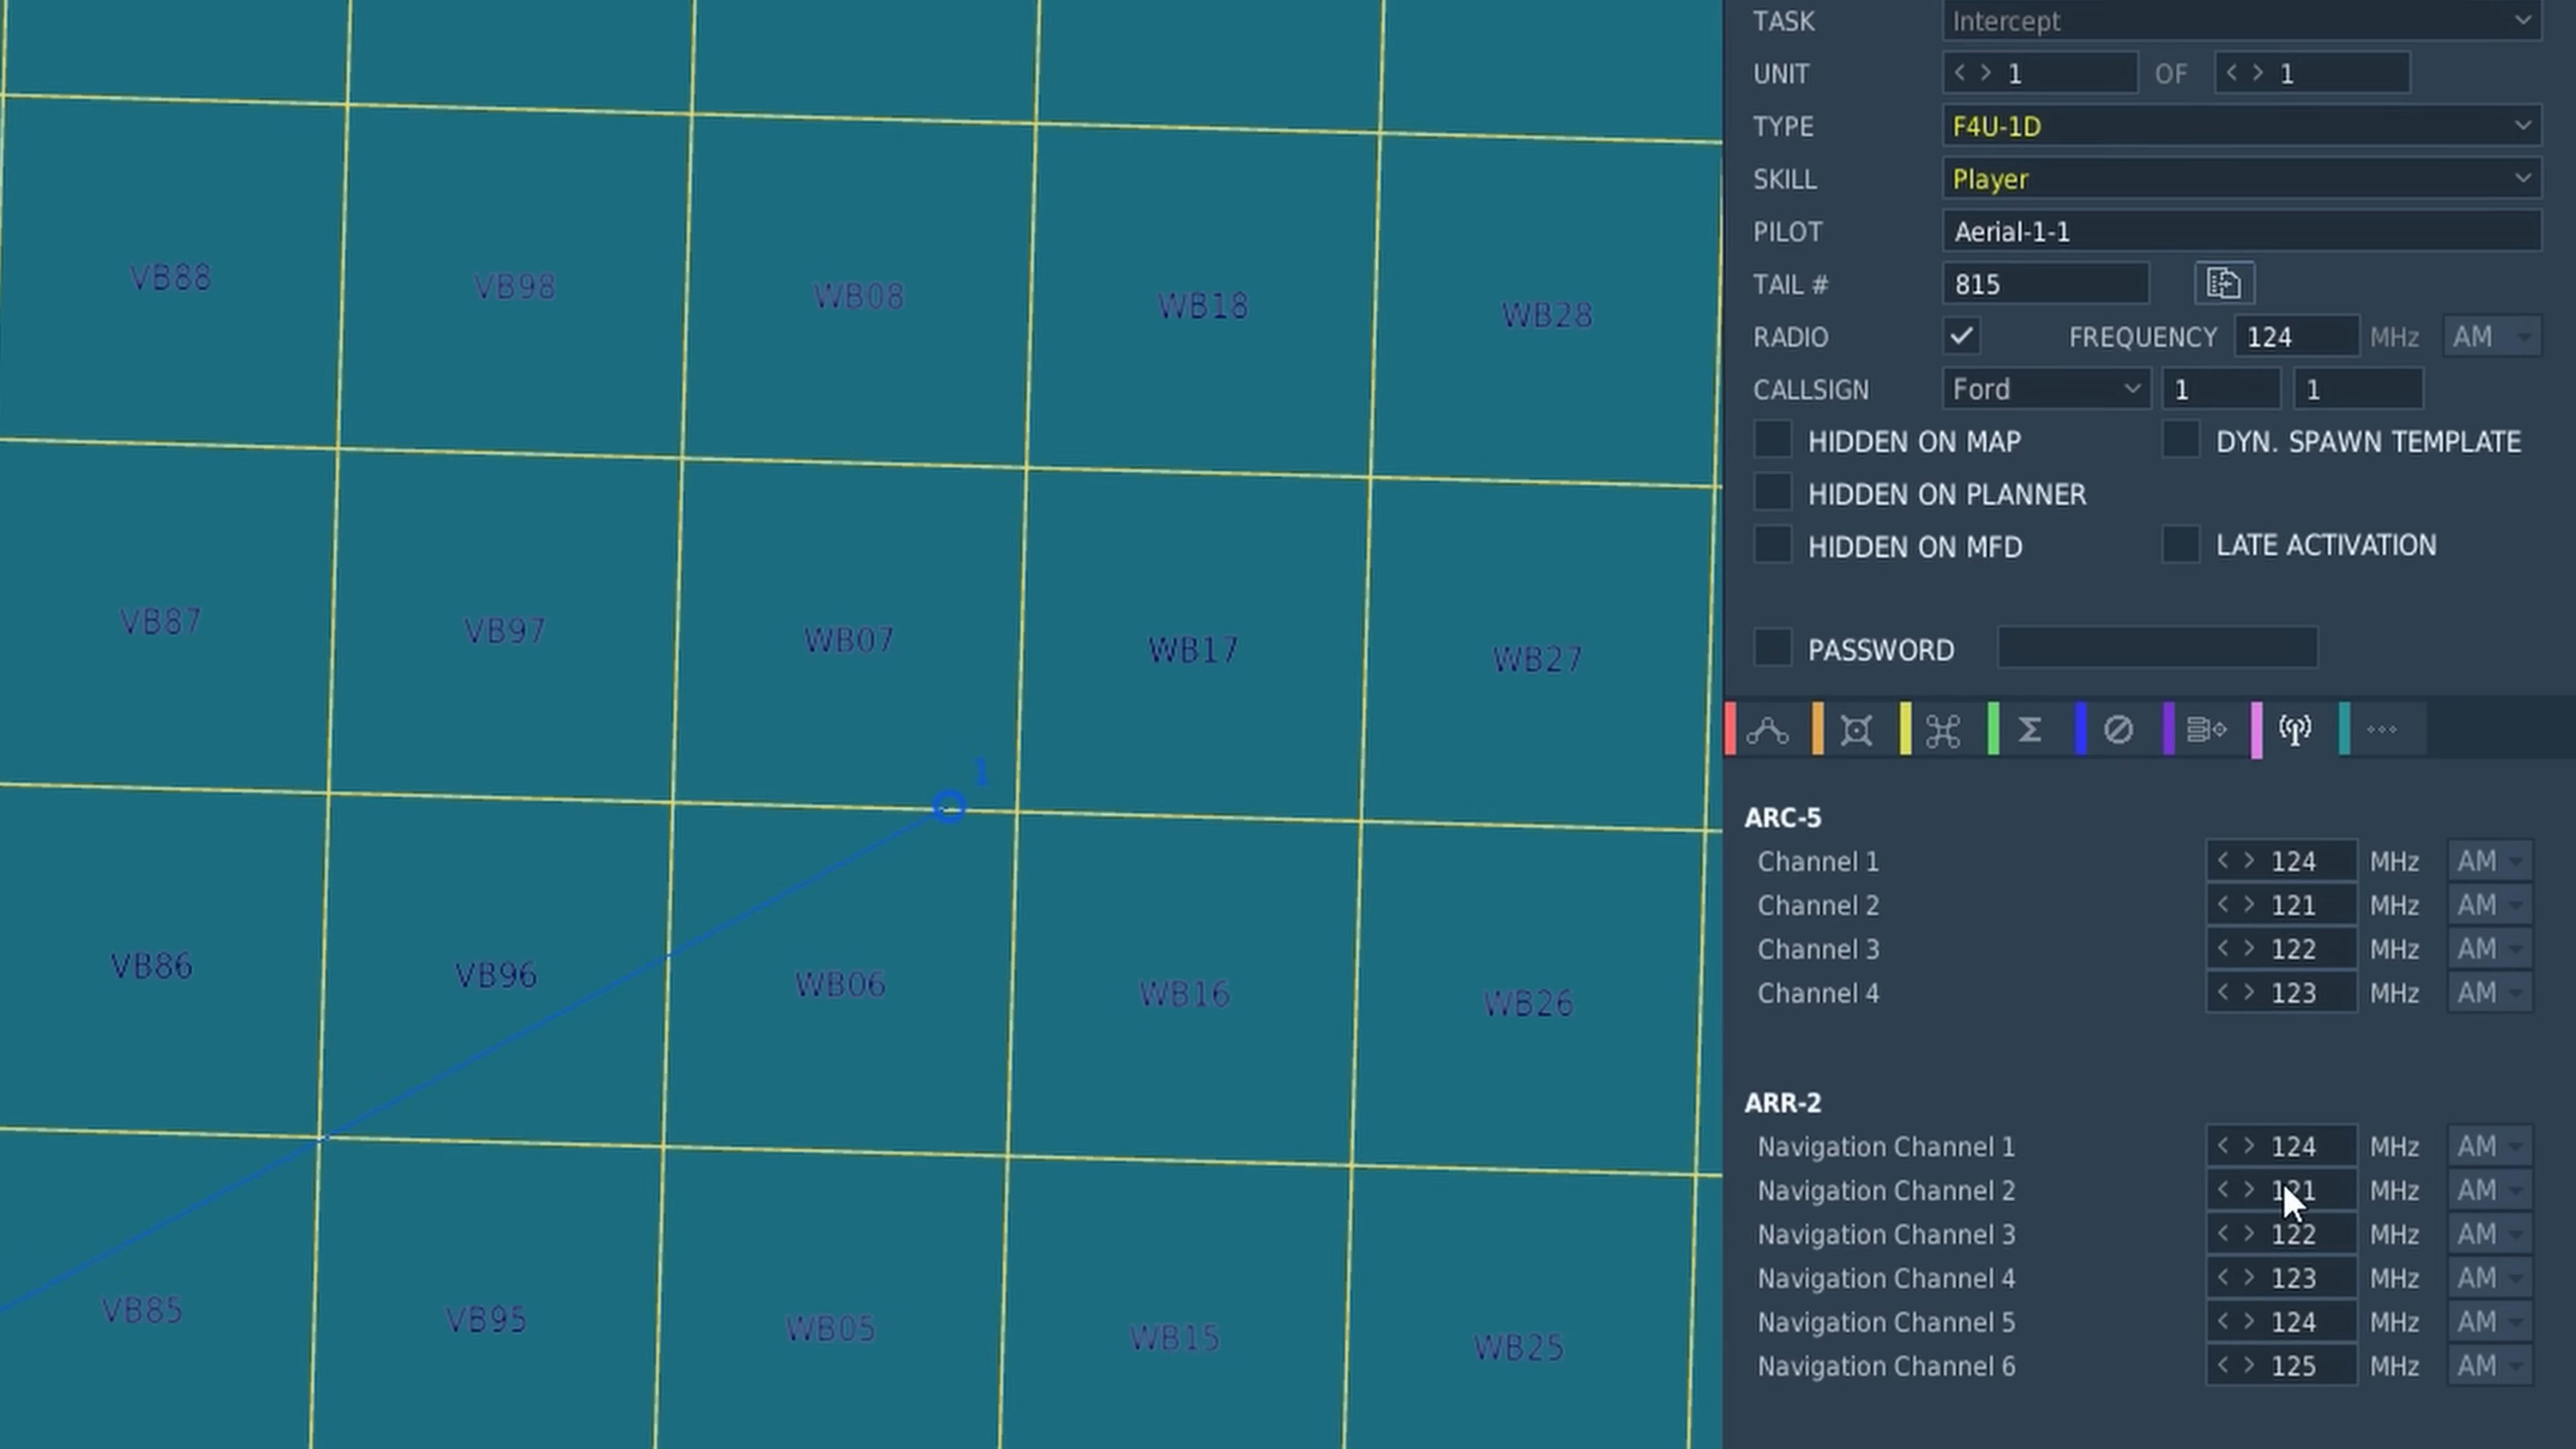 VB88 VB98 WB08 WB18 WB28
VB87 VB97 WB07 WB17 WB27
1
VB86 VB96 WB06 WB16 WB26
VB85 VB95 WB05 WB15 WB25
TASK Intercept
UNIT < > 1 OF < > 1
TYPE F4U-1D
SKILL Player
PILOT Aerial-1-1
TAIL # 815
RADIO FREQUENCY 124 MHz AM
CALLSIGN Ford 1 1
HIDDEN ON MAP DYN. SPAWN TEMPLATE
HIDDEN ON PLANNER
HIDDEN ON MFD LATE ACTIVATION
PASSWORD
ARC-5
Channel 1 < > 124 MHz AM
Channel 2 < > 121 MHz AM
Channel 3 < > 122 MHz AM
Channel 4 < > 123 MHz AM
ARR-2
Navigation Channel 1 < > 124 MHz AM
Navigation Channel 2 < > 121 MHz AM
Navigation Channel 3 < > 122 MHz AM
Navigation Channel 4 < > 123 MHz AM
Navigation Channel 5 < > 124 MHz AM
Navigation Channel 6 < > 125 MHz AM